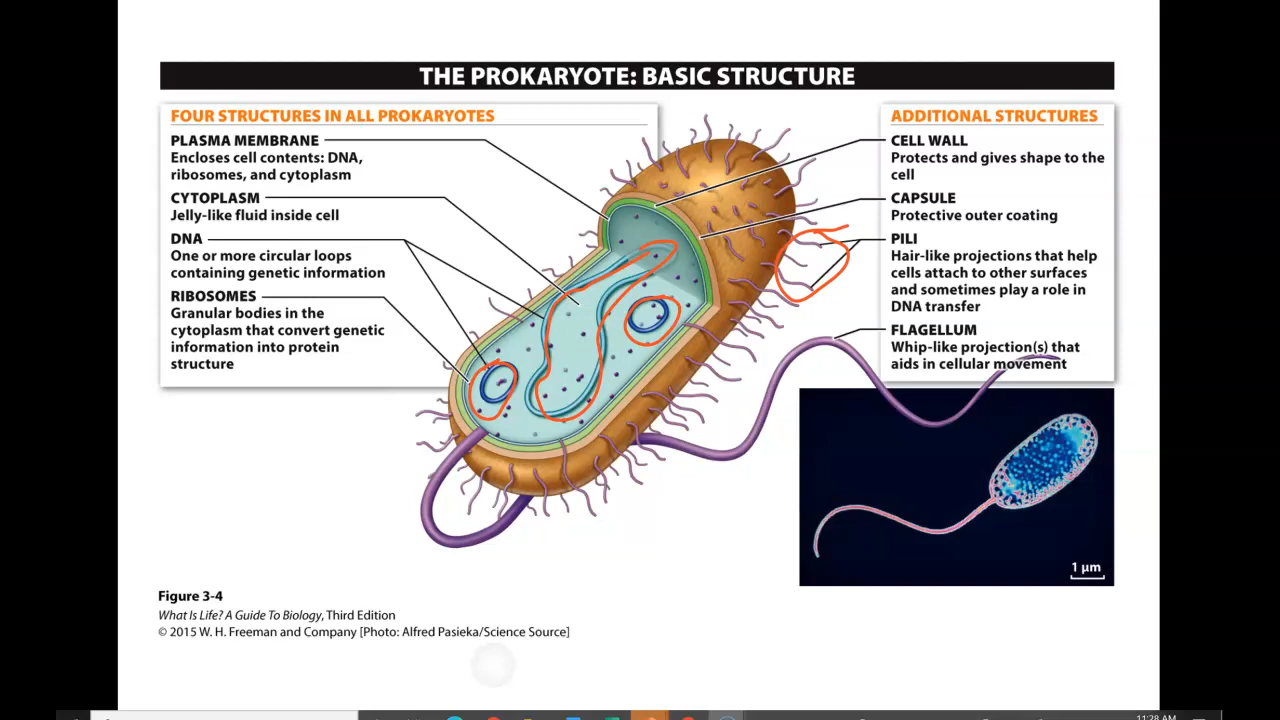 THE PROKARYOTE: BASIC STRUCTURE
FOUR STRUCTURES IN ALL PROKARYOTES
PLASMA MEMBRANE
Encloses cell contents: DNA,
ribosomes, and cytoplasm
CYTOPLASM
Jelly-like fluid inside cell
DNA
One or more circular loops
containing genetic information
RIBOSOMES
Granular bodies in the
cytoplasm that convert genetic
information into protein
structure
ADDITIONAL STRUCTURES
CELL WALL
Protects and gives shape to the
cell
CAPSULE
Protective outer coating
PILI
Hair-like projections that help
cells attach to other surfaces
and sometimes play a role in
DNA transfer
FLAGELLUM
Whip-like projection(s) that
aids in cellular movement
1 µm
Figure 3-4
What Is Life? A Guide To Biology, Third Edition
© 2015 W. H. Freeman and Company [Photo: Alfred Pasieka/Science Source]
11:28 AM